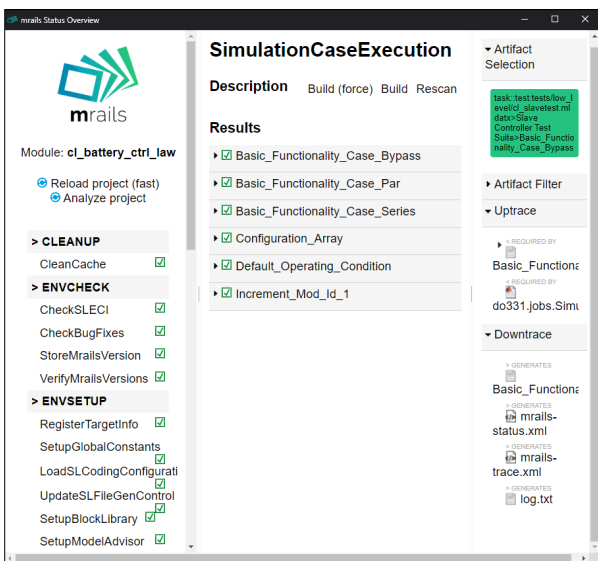 mrails Status Overview
mrails
Module: cl_battery_ctrl_law
Reload project (fast)
Analyze project
> CLEANUP
CleanCache
> ENVCHECK
CheckSLECI
CheckBugFixes
StoreMrailsVersion
VerifyMrailsVersions
> ENVSETUP
RegisterTargetInfo
SetupGlobalConstants
LoadSLCodingConfigurati
UpdateSLFileGenControl
SetupBlockLibrary
SetupModelAdvisor
SimulationCaseExecution
Description Build (force) Build Rescan
Results
Basic_Functionality_Case_Bypass
Basic_Functionality_Case_Par
Basic_Functionality_Case_Series
Configuration_Array
Default_Operating_Condition
Increment_Mod_Id_1
Artifact
Selection
task::test:tests/low_l
evel/cl_slavetest.ml
datx>Slave
Controller Test
Suite>Basic_Functio
nality_Case_Bypass
Artifact Filter
Uptrace
< REQUIRED BY
Basic_Functiona
< REQUIRED BY
do331.jobs.Simu
Downtrace
> GENERATES
Basic_Functiona
> GENERATES
mrails-
status.xml
> GENERATES
mrails-
trace.xml
> GENERATES
log.txt